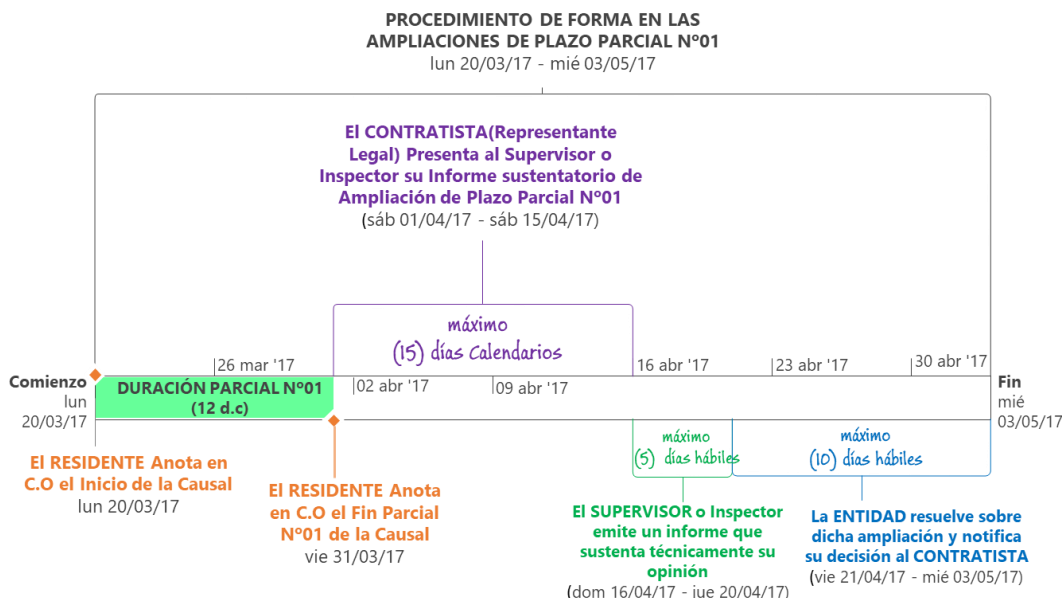 PROCEDIMIENTO DE FORMA EN LAS
AMPLIACIONES DE PLAZO PARCIAL Nº01
lun 20/03/17 - mié 03/05/17
El CONTRATISTA(Representante
Legal) Presenta al Supervisor o
Inspector su Informe sustentatorio de
Ampliación de Plazo Parcial Nº01
(sáb 01/04/17 - sáb 15/04/17)
máximo
(15) días Calendarios
26 mar '17
16 abr '17
23 abr '17
30 abr '17
02 abr '17
09 abr '17
Comienzo
lun
20/03/17
DURACIÓN PARCIAL Nº01
(12 d.c)
Fin
mié
03/05/17
máximo
(5) días hábiles
máximo
(10) días hábiles
El RESIDENTE Anota en
C.O el Inicio de la Causal
lun 20/03/17
El RESIDENTE Anota
en C.O el Fin Parcial
Nº01 de la Causal
vie 31/03/17
El SUPERVISOR o Inspector
emite un informe que
sustenta técnicamente su
opinión
(dom 16/04/17 - jue 20/04/17)
La ENTIDAD resuelve sobre
dicha ampliación y notifica
su decisión al CONTRATISTA
(vie 21/04/17 - mié 03/05/17)